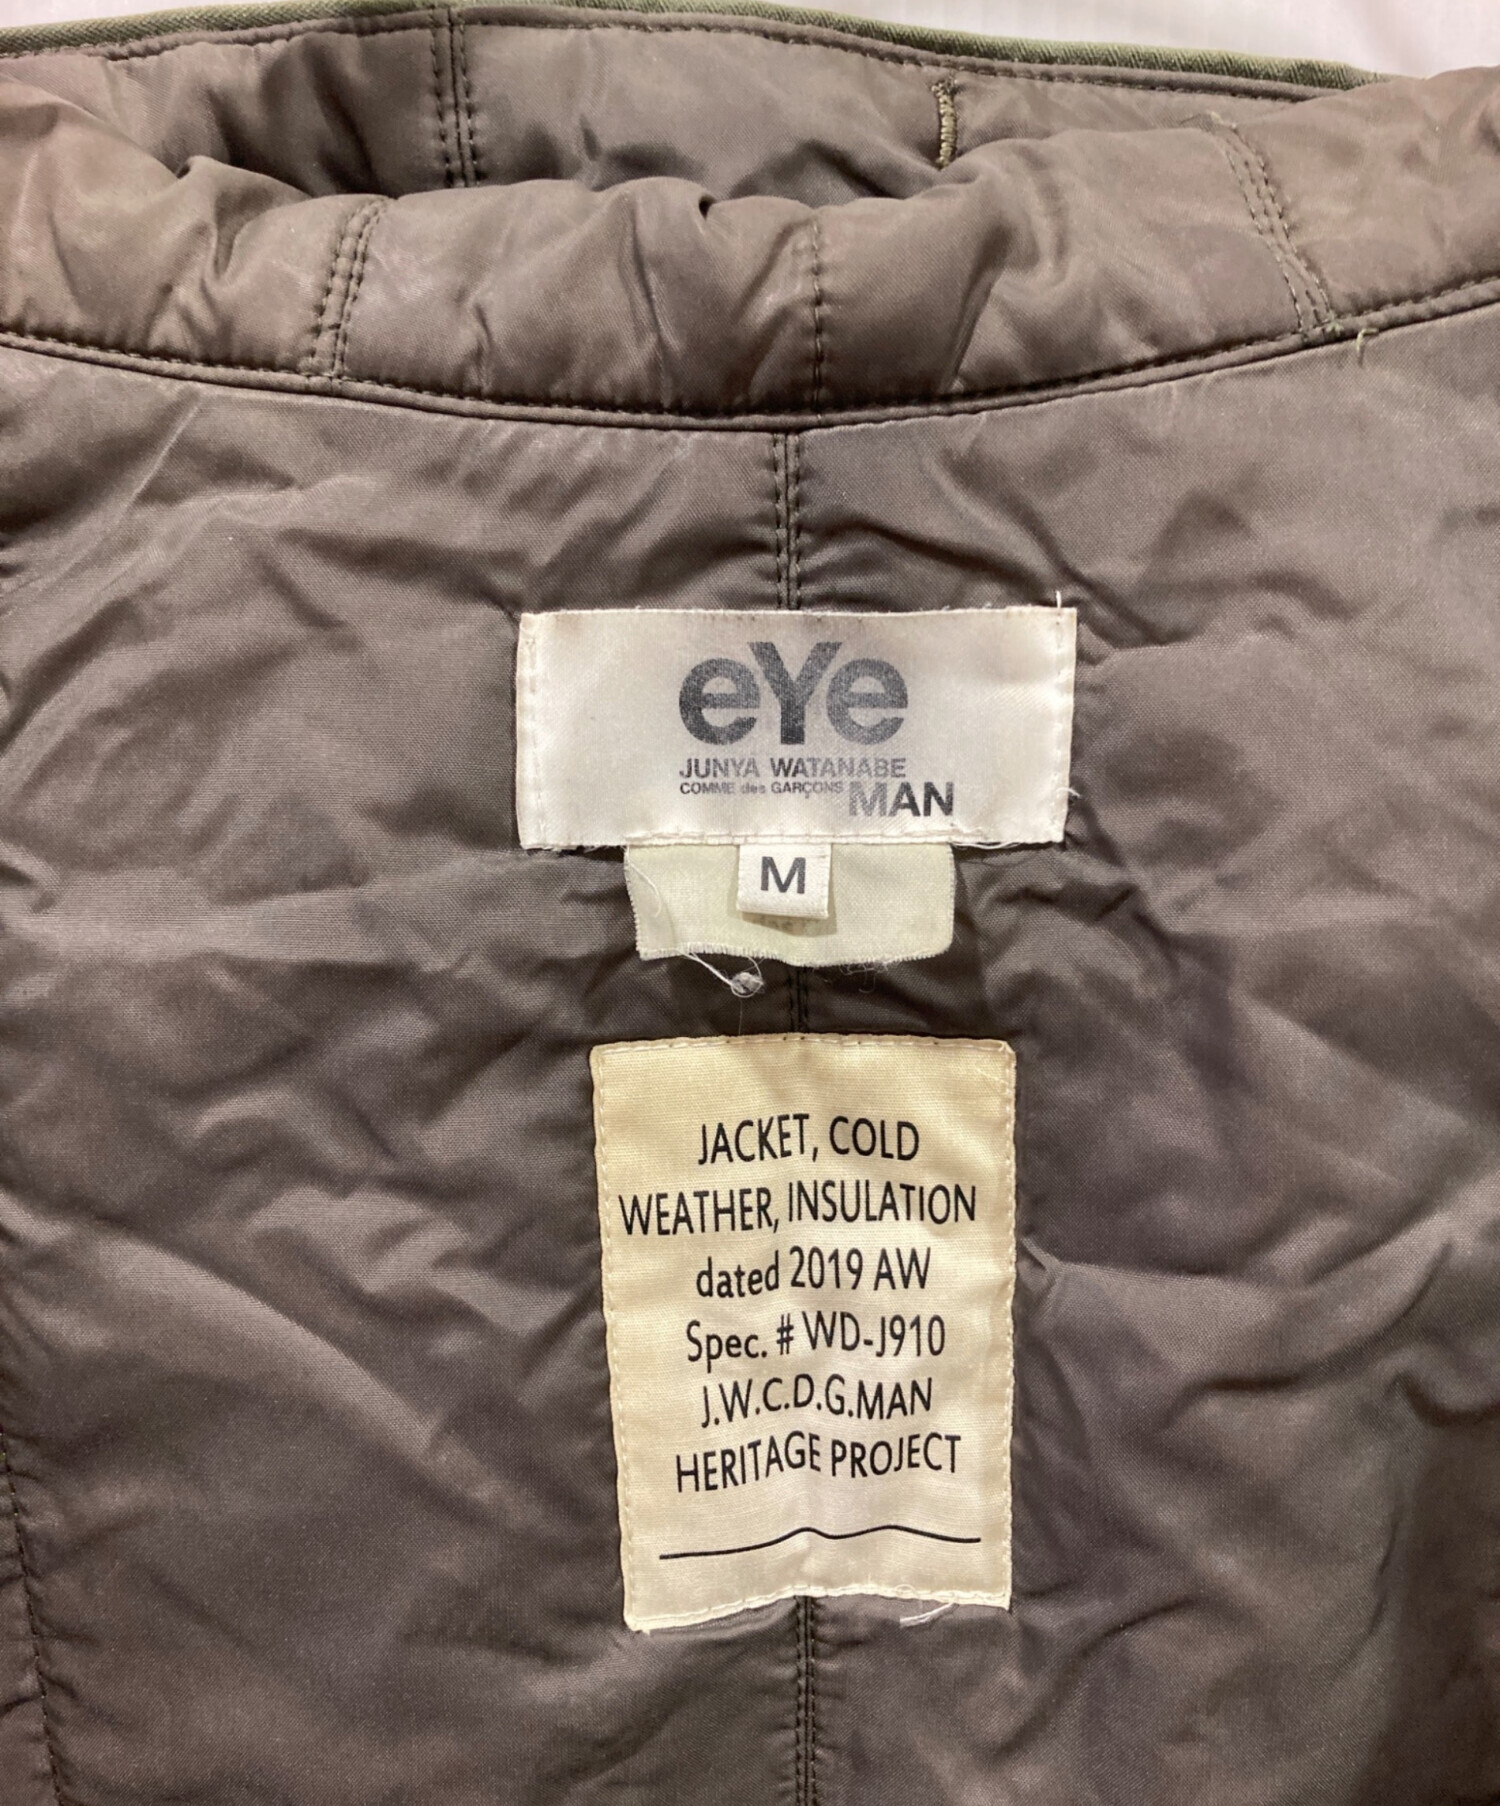 eYe
JUNYA WATANABE
COMME des GARÇONS MAN
M
JACKET, COLD
WEATHER, INSULATION
dated 2019 AW
Spec. # WD-J910
J.W.C.D.G.MAN
HERITAGE PROJECT